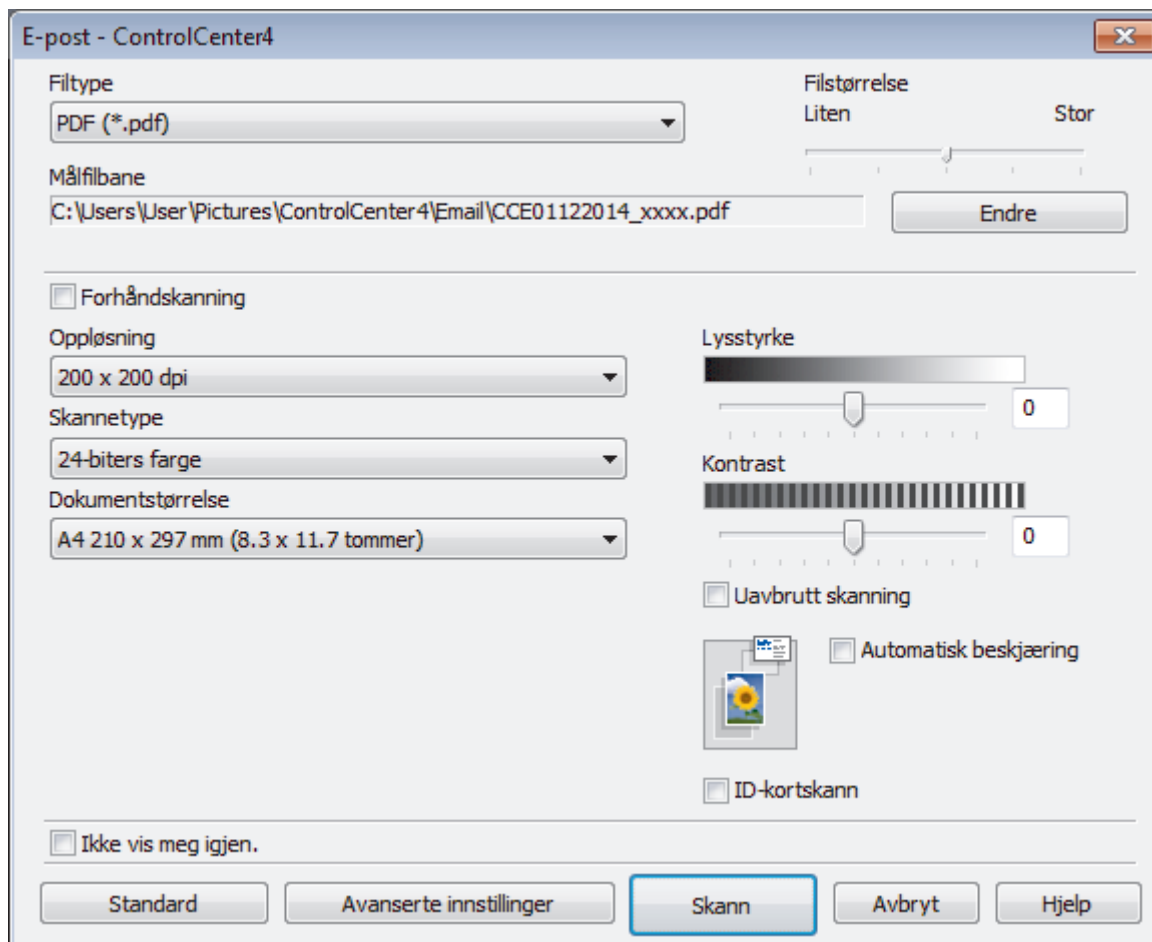 E-post - ControlCenter4
Filtype
PDF (*.pdf)
Filstørrelse
Liten Stor
Målfilbane
C:\Users\User\Pictures\ControlCenter4\Email\CCE01122014_xxxx.pdf
Endre
Forhåndskanning
Oppløsning
200 x 200 dpi
Skannetype
24-biters farge
Dokumentstørrelse
A4 210 x 297 mm (8.3 x 11.7 tommer)
Lysstyrke
0
Kontrast
0
Uavbrutt skanning
Automatisk beskjæring
ID-kortskann
Ikke vis meg igjen.
Standard Avanserte innstillinger Skann Avbryt Hjelp